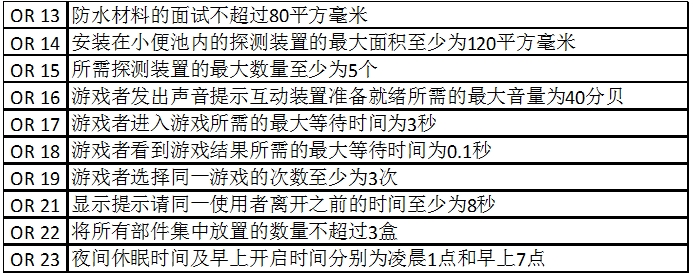 OR 13 防水材料的面试不超过80平方毫米
OR 14 安装在小便池内的探测装置的最大面积至少为120平方毫米
OR 15 所需探测装置的最大数量至少为5个
OR 16 游戏者发出声音提示互动装置准备就绪所需的最大音量为40分贝
OR 17 游戏者进入游戏所需的最大等待时间为3秒
OR 18 游戏者看到游戏结果所需的最大等待时间为0.1秒
OR 19 游戏者选择同一游戏的次数至少为3次
OR 21 显示提示请同一使用者离开之前的时间至少为8秒
OR 22 将所有部件集中放置的数量不超过3盒
OR 23 夜间休眠时间及早上开启时间分别为凌晨1点和早上7点